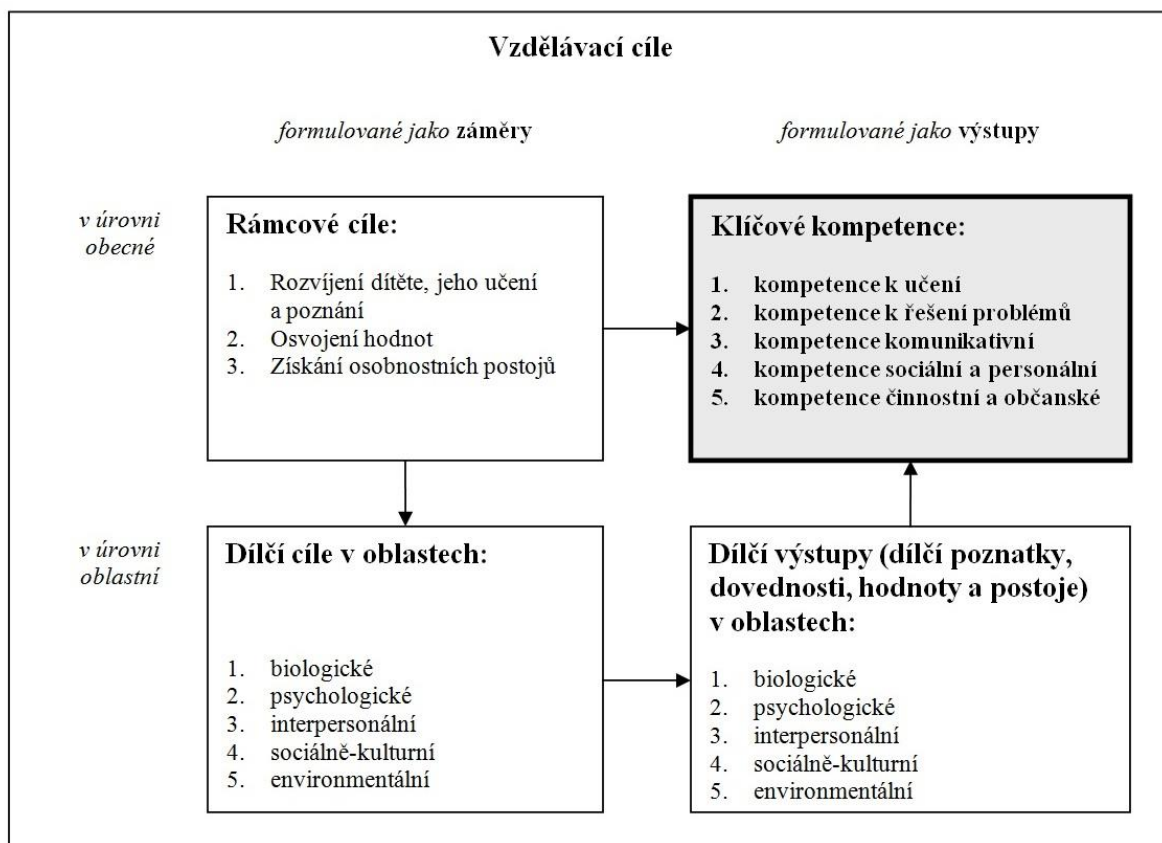 Vzdělávací cíle
formulované jako záměry
formulované jako výstupy
v úrovni
obecné
Rámcové cíle:
1. Rozvíjení dítěte, jeho učení
a poznání
2. Osvojení hodnot
3. Získání osobnostních postojů
Klíčové kompetence:
1. kompetence k učení
2. kompetence k řešení problémů
3. kompetence komunikativní
4. kompetence sociální a personální
5. kompetence činnostní a občanské
v úrovni
oblastní
Dílčí cíle v oblastech:
1. biologické
2. psychologické
3. interpersonální
4. sociálně-kulturní
5. environmentální
Dílčí výstupy (dílčí poznatky,
dovednosti, hodnoty a postoje)
v oblastech:
1. biologické
2. psychologické
3. interpersonální
4. sociálně-kulturní
5. environmentální